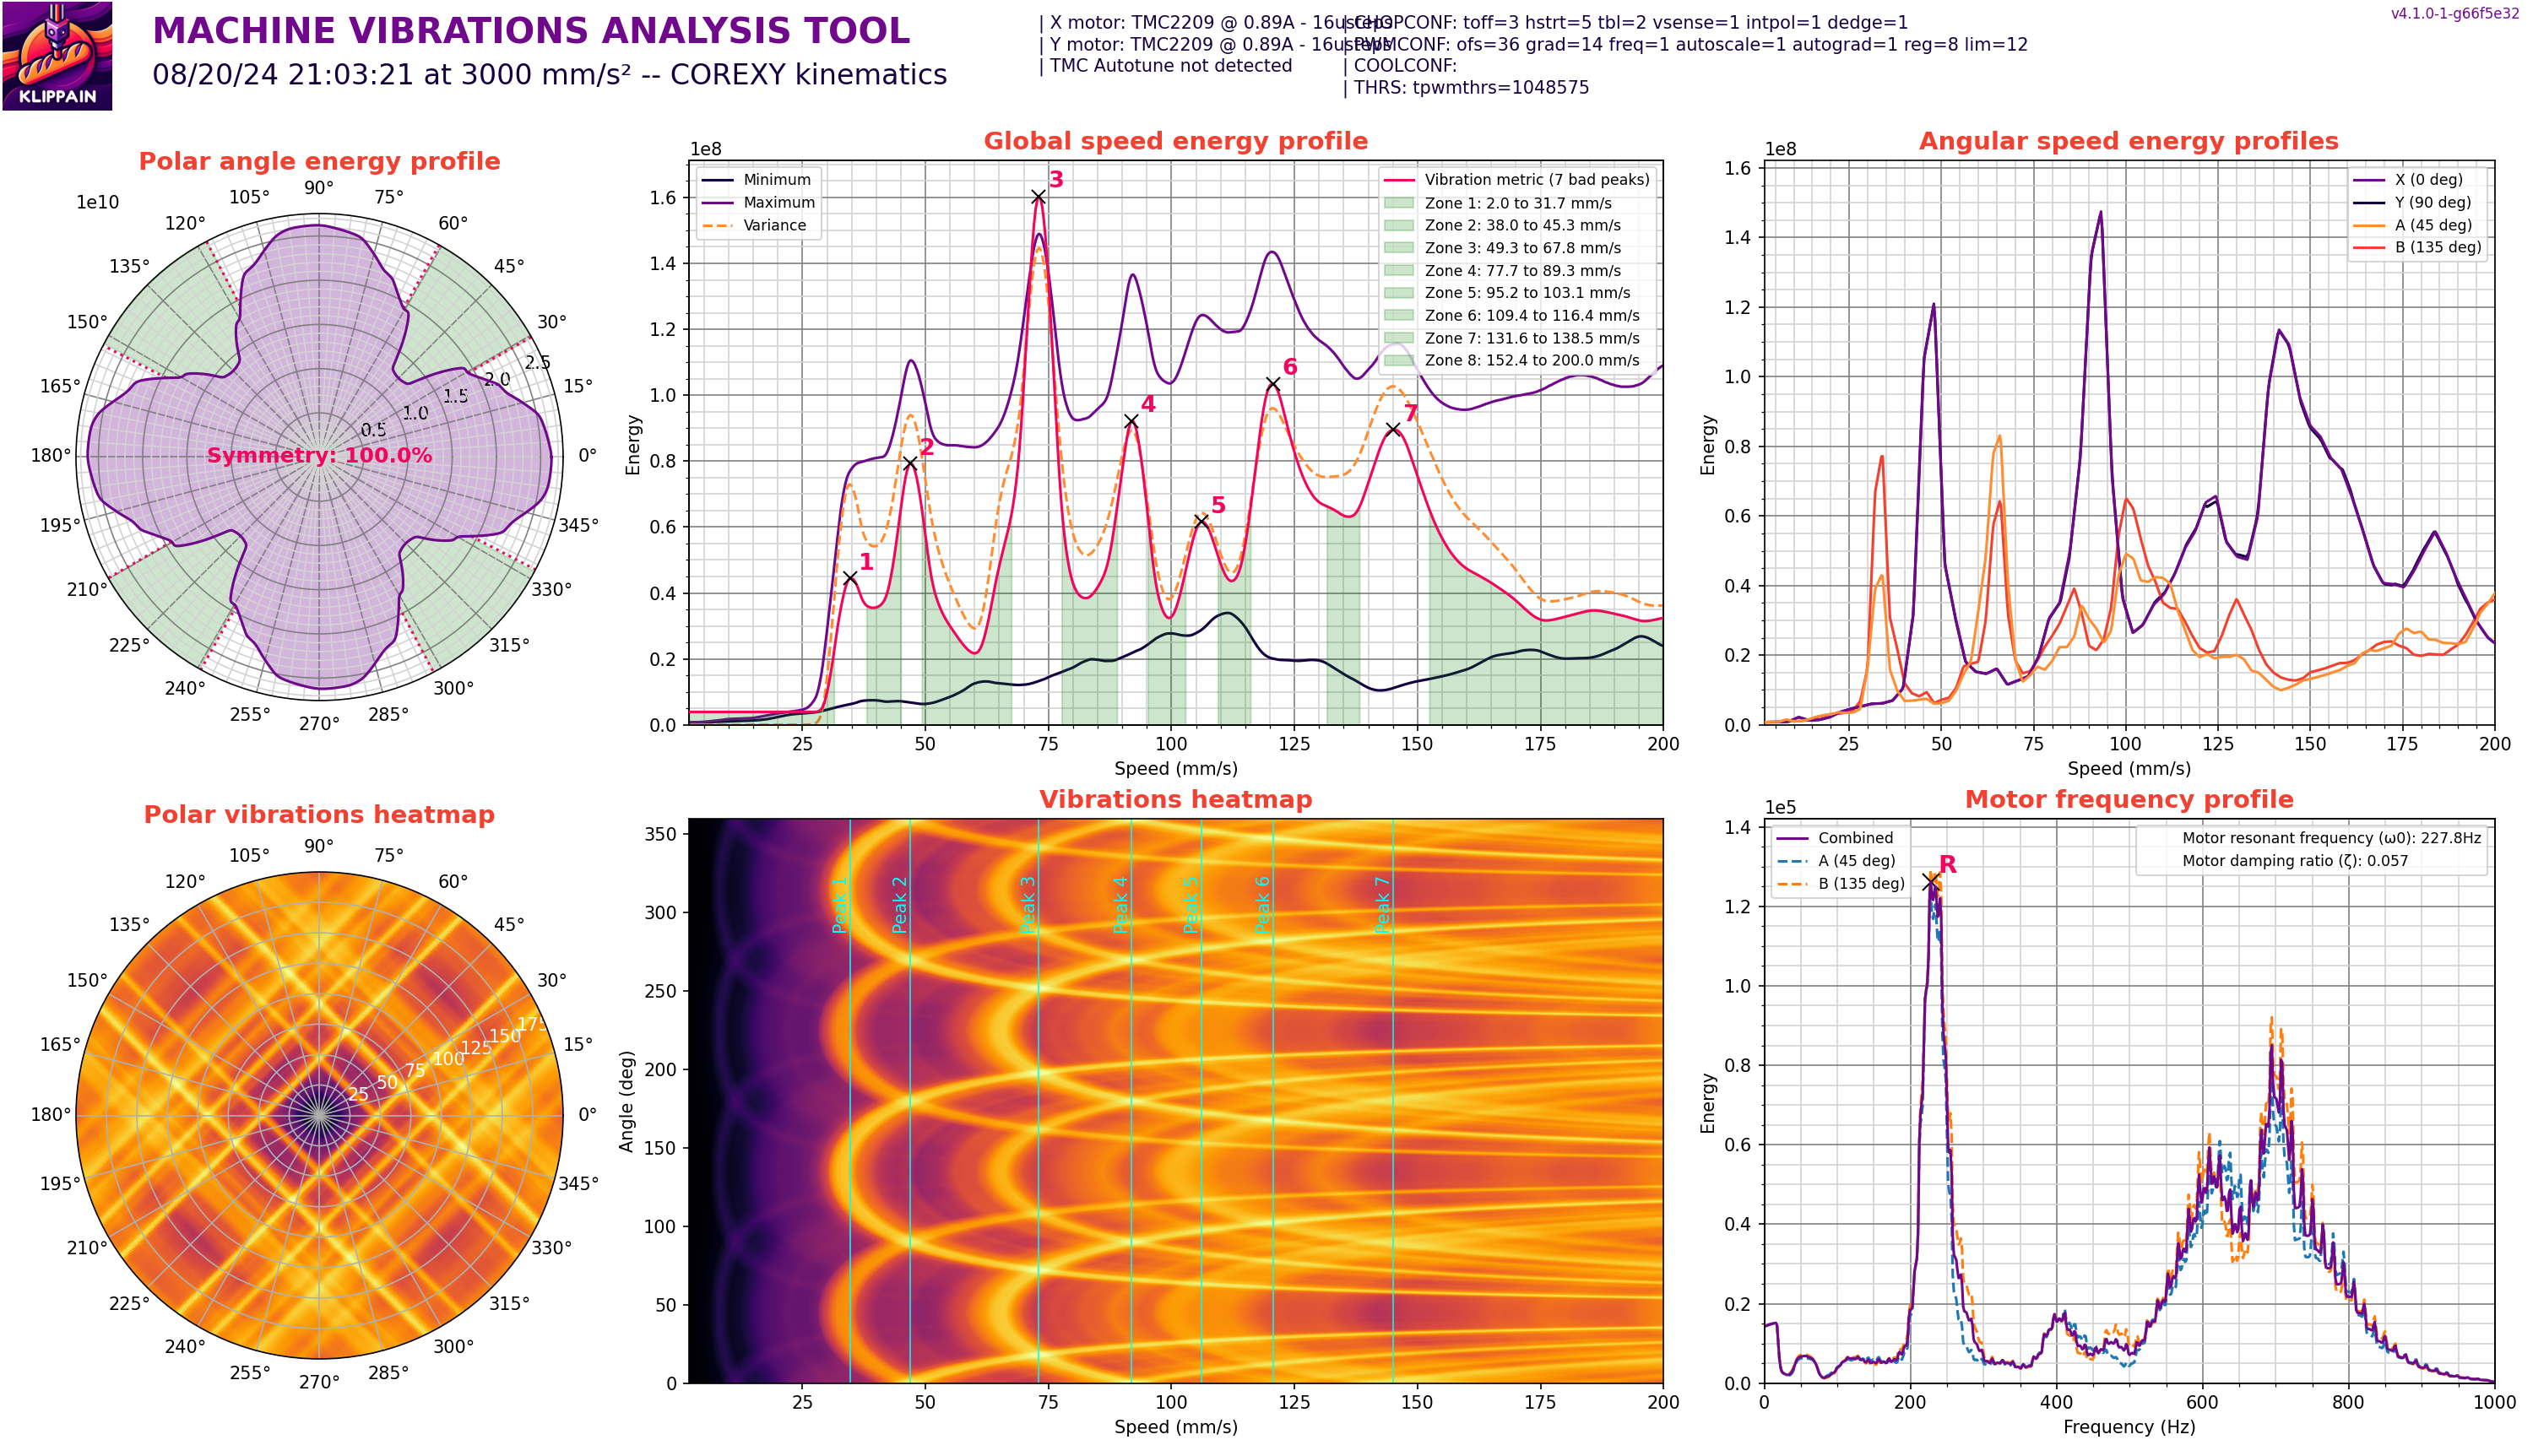 KLIPPAIN
MACHINE VIBRATIONS ANALYSIS TOOL
08/20/24 21:03:21 at 3000 mm/s² -- COREXY kinematics
| X motor: TMC2209 @ 0.89A - 16usteps
| Y motor: TMC2209 @ 0.89A - 16usteps
| TMC Autotune not detected
| CHOPCONF: toff=3 hstrt=5 tbl=2 vsense=1 intpol=1 dedge=1
| PWMCONF: ofs=36 grad=14 freq=1 autoscale=1 autograd=1 reg=8 lim=12
| COOLCONF:
| THRS: tpwmthrs=1048575
v4.1.0-1-g66f5e32
Polar angle energy profile
1e10
0°
15°
30°
45°
60°
75°
90°
105°
120°
135°
150°
165°
180°
195°
210°
225°
240°
255°
270°
285°
300°
315°
330°
345°
0.5
1.0
1.5
2.0
2.5
Symmetry: 100.0%
Global speed energy profile
1e8
Energy
0.0
0.2
0.4
0.6
0.8
1.0
1.2
1.4
1.6
Minimum
Maximum
Variance
Vibration metric (7 bad peaks)
Zone 1: 2.0 to 31.7 mm/s
Zone 2: 38.0 to 45.3 mm/s
Zone 3: 49.3 to 67.8 mm/s
Zone 4: 77.7 to 89.3 mm/s
Zone 5: 95.2 to 103.1 mm/s
Zone 6: 109.4 to 116.4 mm/s
Zone 7: 131.6 to 138.5 mm/s
Zone 8: 152.4 to 200.0 mm/s
1
2
3
4
5
6
7
25
50
75
100
125
150
175
200
Speed (mm/s)
Angular speed energy profiles
1e8
Energy
0.0
0.2
0.4
0.6
0.8
1.0
1.2
1.4
1.6
X (0 deg)
Y (90 deg)
A (45 deg)
B (135 deg)
25
50
75
100
125
150
175
200
Speed (mm/s)
Polar vibrations heatmap
0°
15°
30°
45°
60°
75°
90°
105°
120°
135°
150°
165°
180°
195°
210°
225°
240°
255°
270°
285°
300°
315°
330°
345°
25
50
75
100
125
150
175
Vibrations heatmap
Angle (deg)
0
50
100
150
200
250
300
350
Peak 1
Peak 2
Peak 3
Peak 4
Peak 5
Peak 6
Peak 7
25
50
75
100
125
150
175
200
Speed (mm/s)
Motor frequency profile
1e5
Energy
0.0
0.2
0.4
0.6
0.8
1.0
1.2
1.4
Combined
A (45 deg)
B (135 deg)
R
Motor resonant frequency (ω0): 227.8Hz
Motor damping ratio (ζ): 0.057
0
200
400
600
800
1000
Frequency (Hz)